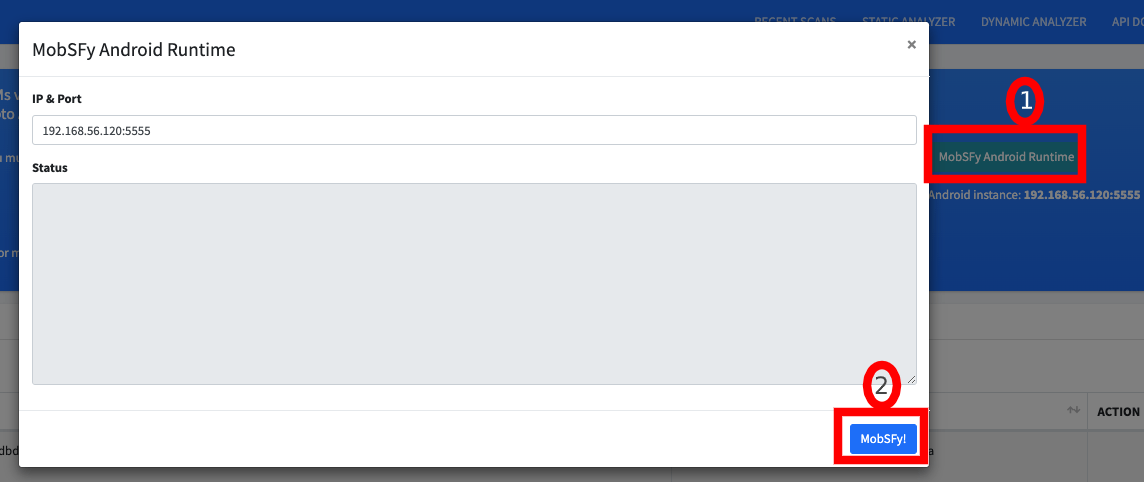 RECENT SCANS STATIC ANALYZER DYNAMIC ANALYZER API DO
MobSFy Android Runtime
×
IP & Port
192.168.56.120:5555
Status
MobSFy!
1
MobSFy Android Runtime
Android instance: 192.168.56.120:5555
2
ACTION